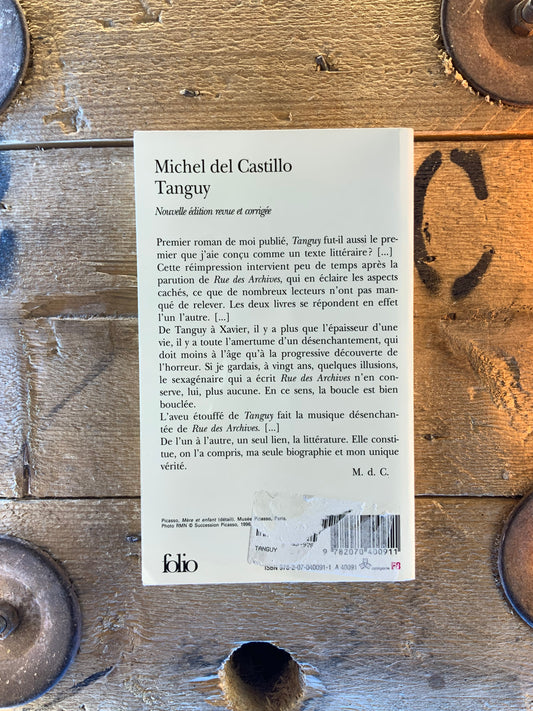 Michel del Castillo
Tanguy
Nouvelle édition revue et corrigée
Premier roman de moi publié, Tanguy fut-il aussi le pre-
mier que j'aie conçu comme un texte littéraire ? [...]
Cette réimpression intervient peu de temps après la
parution de Rue des Archives, qui en éclaire les aspects
cachés, ce que de nombreux lecteurs n'ont pas man-
qué de relever. Les deux livres se répondent en effet
l'un l'autre. [...]
De Tanguy à Xavier, il y a plus que l'épaisseur d'une
vie, il y a toute l'amertume d'un désenchantement, qui
doit moins à l'âge qu'à la progressive découverte de
l'horreur. Si je gardais, à vingt ans, quelques illusions,
le sexagénaire qui a écrit Rue des Archives n'en con-
serve, lui, plus aucune. En ce sens, la boucle est bien
bouclée.
L'aveu étouffé de Tanguy fait la musique désenchan-
tée de Rue des Archives. [...]
De l'un à l'autre, un seul lien, la littérature. Elle consti-
tue, on l'a compris, ma seule biographie et mon unique
vérité.
M. d. C.
Picasso, Mère et enfant (détail). Musée Picasso, Paris.
Photo RMN © Succession Picasso, 1996.
TANGUY
9 782070 400911
folio
ISBN 978-2-07-040091-1 A 40091